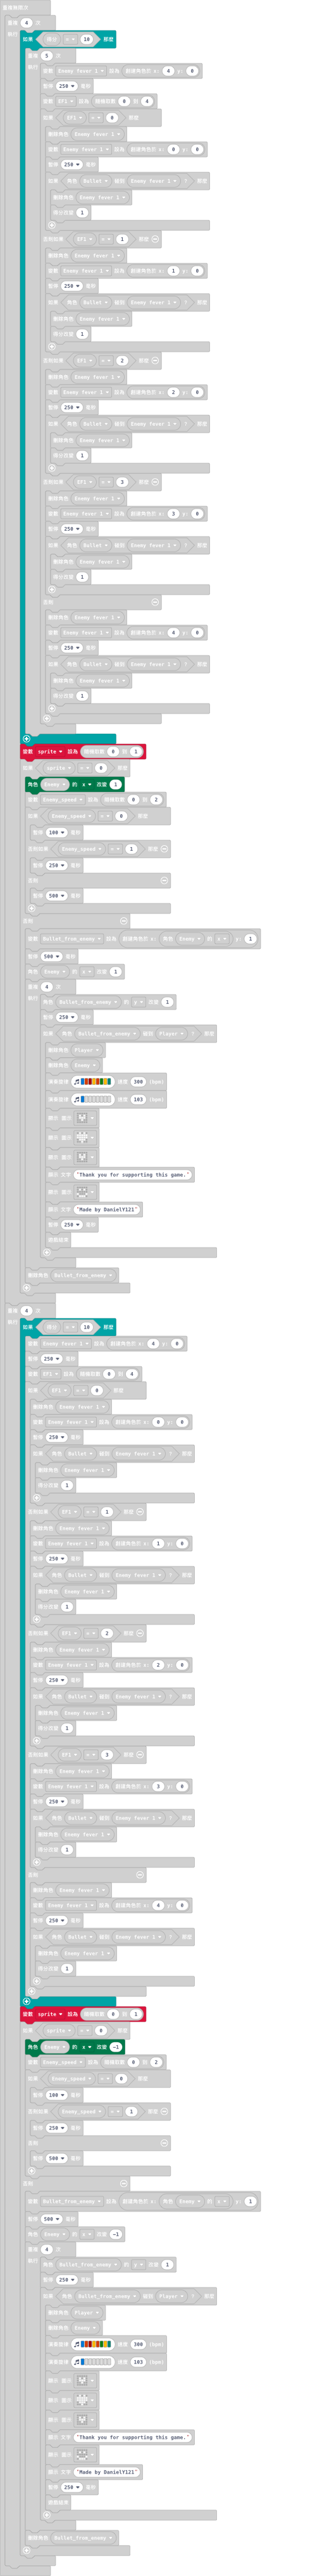 重複無限次
重複 4 次
執行 如果 得分 = 10 那麼
重複 5 次
執行 變數 Enemy fever 1 設為 創建角色於 x: 4 y: 0
暫停 250 毫秒
變數 EF1 設為 隨機取數 0 到 4
如果 EF1 = 0 那麼
刪除角色 Enemy fever 1
變數 Enemy fever 1 設為 創建角色於 x: 0 y: 0
暫停 250 毫秒
如果 角色 Bullet 碰到 Enemy fever 1 ? 那麼
刪除角色 Enemy fever 1
得分改變 1
否則如果 EF1 = 1 那麼
刪除角色 Enemy fever 1
變數 Enemy fever 1 設為 創建角色於 x: 1 y: 0
暫停 250 毫秒
如果 角色 Bullet 碰到 Enemy fever 1 ? 那麼
刪除角色 Enemy fever 1
得分改變 1
否則如果 EF1 = 2 那麼
刪除角色 Enemy fever 1
變數 Enemy fever 1 設為 創建角色於 x: 2 y: 0
暫停 250 毫秒
如果 角色 Bullet 碰到 Enemy fever 1 ? 那麼
刪除角色 Enemy fever 1
得分改變 1
否則如果 EF1 = 3 那麼
刪除角色 Enemy fever 1
變數 Enemy fever 1 設為 創建角色於 x: 3 y: 0
暫停 250 毫秒
如果 角色 Bullet 碰到 Enemy fever 1 ? 那麼
刪除角色 Enemy fever 1
得分改變 1
否則
刪除角色 Enemy fever 1
變數 Enemy fever 1 設為 創建角色於 x: 4 y: 0
暫停 250 毫秒
如果 角色 Bullet 碰到 Enemy fever 1 ? 那麼
刪除角色 Enemy fever 1
得分改變 1
變數 sprite 設為 隨機取數 0 到 1
如果 sprite = 0 那麼
角色 Enemy 的 x 改變 1
變數 Enemy_speed 設為 隨機取數 0 到 2
如果 Enemy_speed = 0 那麼
暫停 100 毫秒
否則如果 Enemy_speed = 1 那麼
暫停 250 毫秒
否則
暫停 500 毫秒
否則
變數 Bullet_from_enemy 設為 創建角色於 x: 角色 Enemy 的 x y: 1
暫停 500 毫秒
角色 Enemy 的 x 改變 1
重複 4 次
執行 角色 Bullet_from_enemy 的 y 改變 1
暫停 250 毫秒
如果 角色 Bullet_from_enemy 碰到 Player ? 那麼
刪除角色 Player
刪除角色 Enemy
演奏旋律 速度 300 (bpm)
演奏旋律 速度 103 (bpm)
顯示 圖示
顯示 圖示
顯示 圖示
顯示 文字 "Thank you for supporting this game."
顯示 圖示
顯示 文字 "Made by DanielY121"
暫停 250 毫秒
遊戲結束
刪除角色 Bullet_from_enemy
重複 4 次
執行 如果 得分 = 10 那麼
變數 Enemy fever 1 設為 創建角色於 x: 4 y: 0
暫停 250 毫秒
變數 EF1 設為 隨機取數 0 到 4
如果 EF1 = 0 那麼
刪除角色 Enemy fever 1
變數 Enemy fever 1 設為 創建角色於 x: 0 y: 0
暫停 250 毫秒
如果 角色 Bullet 碰到 Enemy fever 1 ? 那麼
刪除角色 Enemy fever 1
得分改變 1
否則如果 EF1 = 1 那麼
刪除角色 Enemy fever 1
變數 Enemy fever 1 設為 創建角色於 x: 1 y: 0
暫停 250 毫秒
如果 角色 Bullet 碰到 Enemy fever 1 ? 那麼
刪除角色 Enemy fever 1
得分改變 1
否則如果 EF1 = 2 那麼
刪除角色 Enemy fever 1
變數 Enemy fever 1 設為 創建角色於 x: 2 y: 0
暫停 250 毫秒
如果 角色 Bullet 碰到 Enemy fever 1 ? 那麼
刪除角色 Enemy fever 1
得分改變 1
否則如果 EF1 = 3 那麼
刪除角色 Enemy fever 1
變數 Enemy fever 1 設為 創建角色於 x: 3 y: 0
暫停 250 毫秒
如果 角色 Bullet 碰到 Enemy fever 1 ? 那麼
刪除角色 Enemy fever 1
得分改變 1
否則
刪除角色 Enemy fever 1
變數 Enemy fever 1 設為 創建角色於 x: 4 y: 0
暫停 250 毫秒
如果 角色 Bullet 碰到 Enemy fever 1 ? 那麼
刪除角色 Enemy fever 1
得分改變 1
變數 sprite 設為 隨機取數 0 到 1
如果 sprite = 0 那麼
角色 Enemy 的 x 改變 -1
變數 Enemy_speed 設為 隨機取數 0 到 2
如果 Enemy_speed = 0 那麼
暫停 100 毫秒
否則如果 Enemy_speed = 1 那麼
暫停 250 毫秒
否則
暫停 500 毫秒
否則
變數 Bullet_from_enemy 設為 創建角色於 x: 角色 Enemy 的 x y: 1
暫停 500 毫秒
角色 Enemy 的 x 改變 -1
重複 4 次
執行 角色 Bullet_from_enemy 的 y 改變 1
暫停 250 毫秒
如果 角色 Bullet_from_enemy 碰到 Player ? 那麼
刪除角色 Player
刪除角色 Enemy
演奏旋律 速度 300 (bpm)
演奏旋律 速度 103 (bpm)
顯示 圖示
顯示 圖示
顯示 圖示
顯示 文字 "Thank you for supporting this game."
顯示 圖示
顯示 文字 "Made by DanielY121"
暫停 250 毫秒
遊戲結束
刪除角色 Bullet_from_enemy